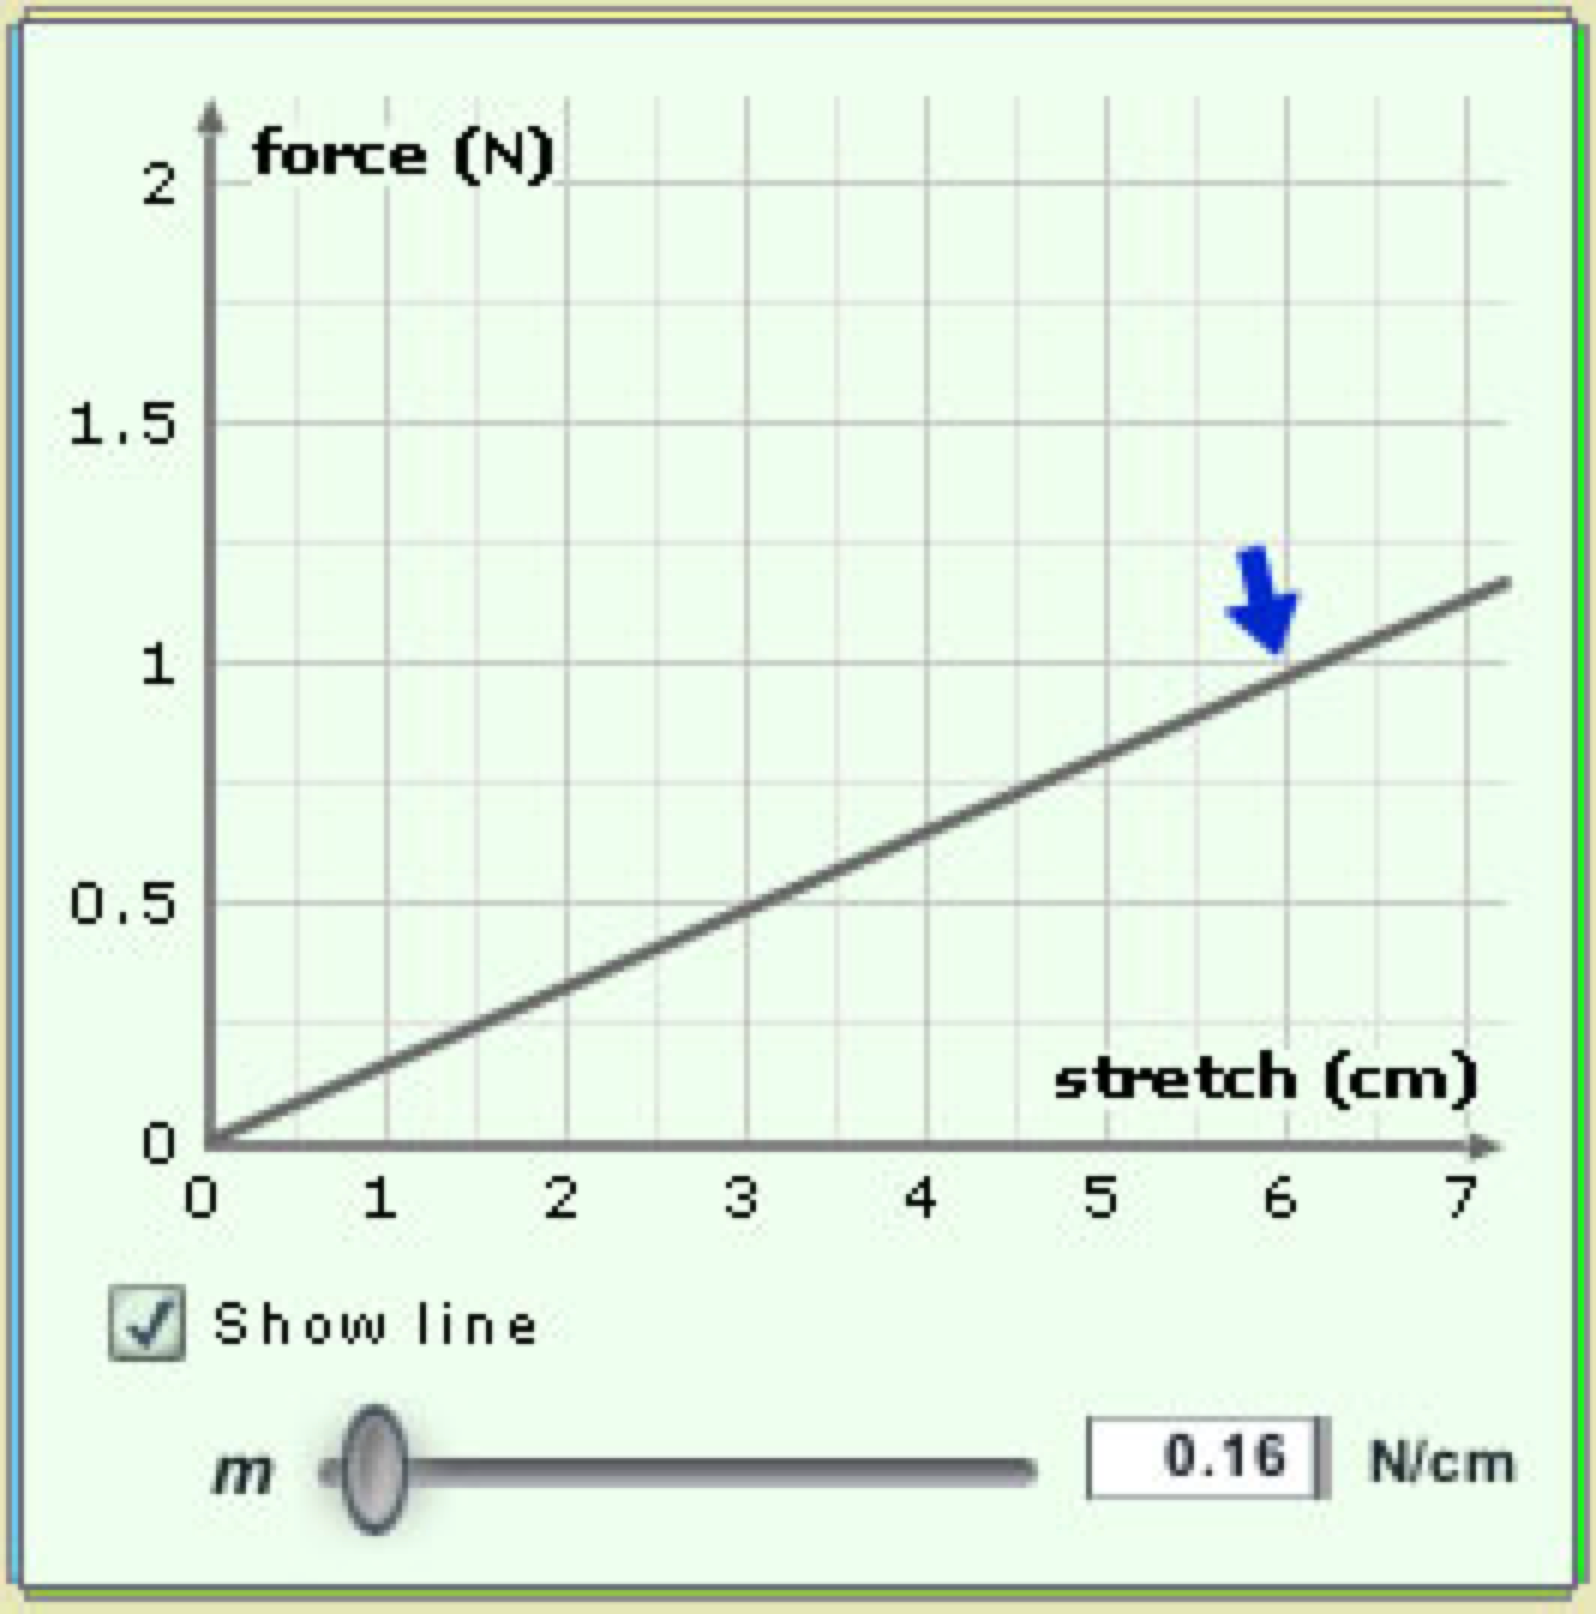 force (N)
2
1.5
1
0.5
0
stretch (cm)
0 1 2 3 4 5 6 7
Show line
m 0.16 N/cm